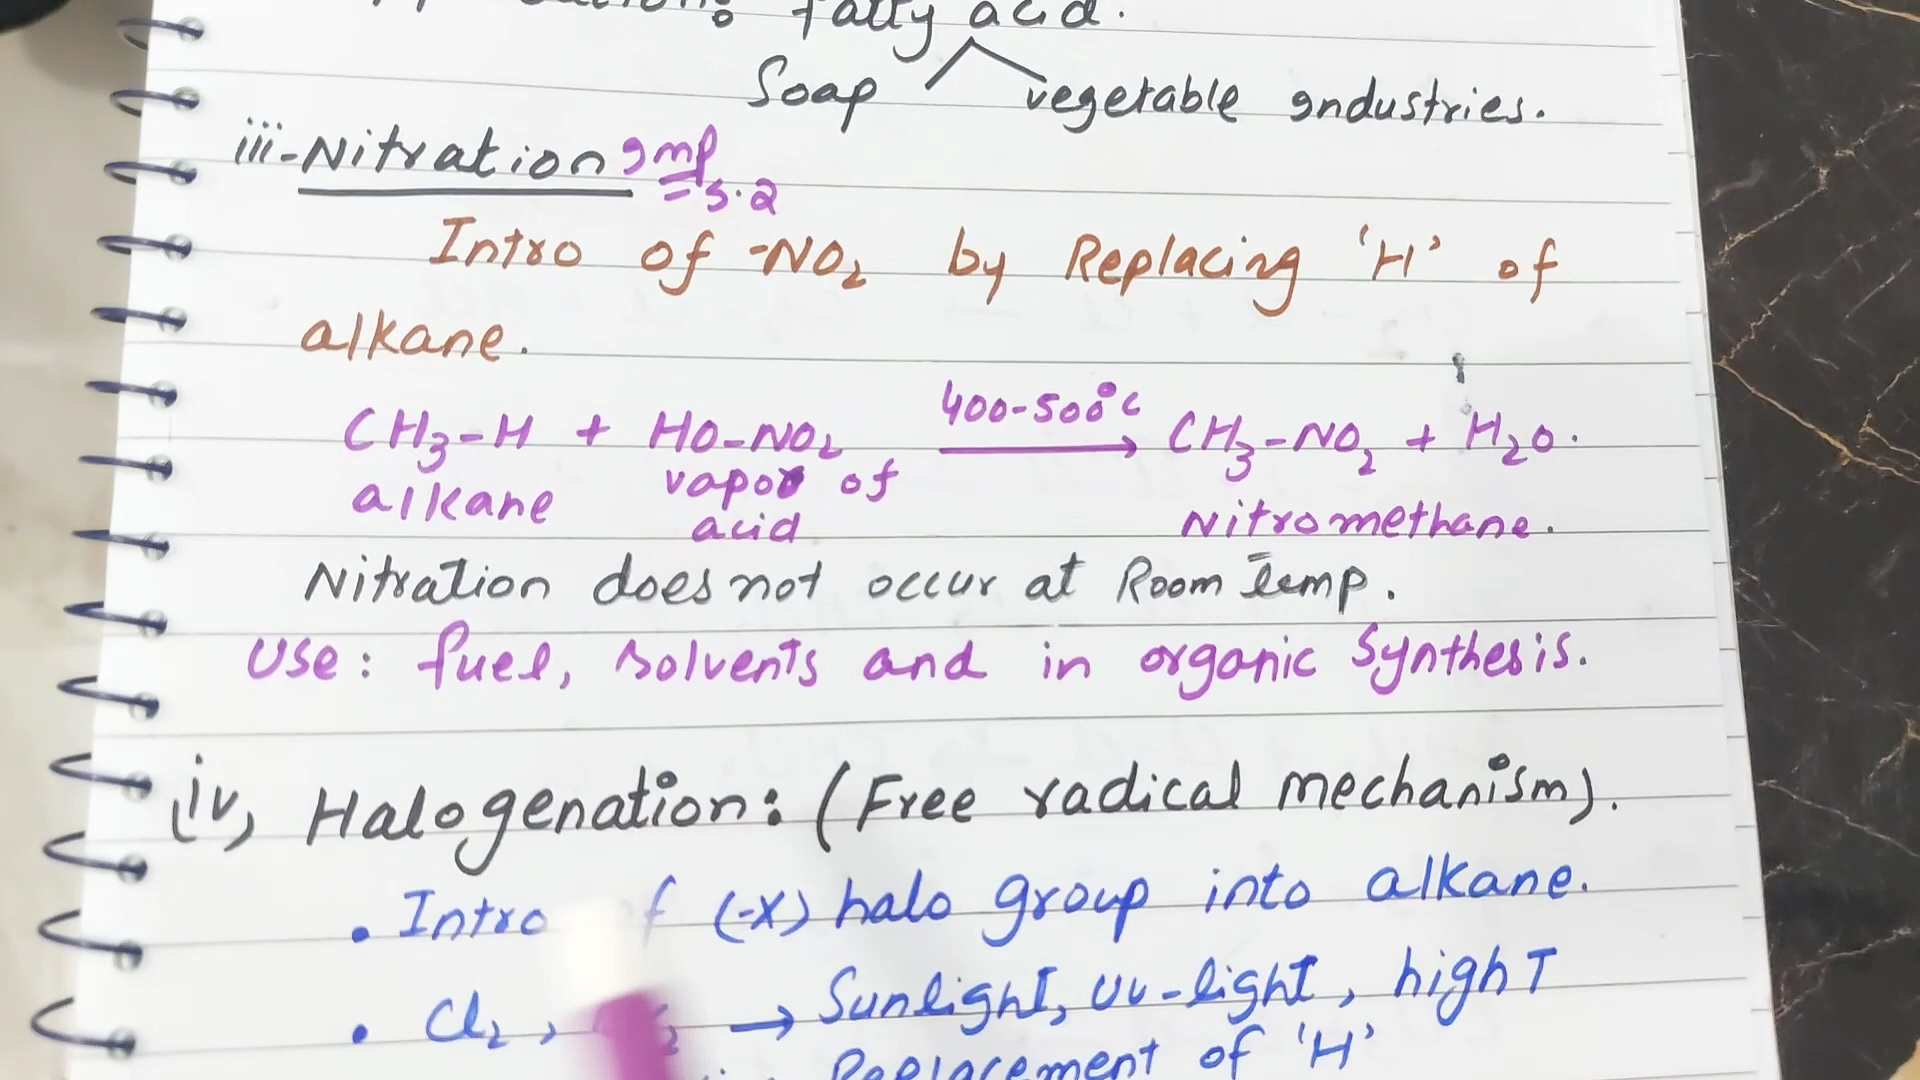 fatty acid.
Soap vegetable industries.
iii-Nitration Imp
S.Q
Intro of -NO₂ by Replacing 'H' of
alkane.
CH₃-H + HO-NO₂ 400-500°C → CH₃-NO₂ + H₂O.
alkane vapor of acid Nitromethane.
Nitration does not occur at Room Temp.
Use: fuel, solvents and in organic Synthesis.
iv, Halogenation: (Free radical mechanism).
• Intro f (-X) halo group into alkane.
• Cl₂, → Sunlight, UV-light, high T
Replacement of 'H'